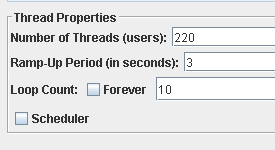 Thread Properties
Number of Threads (users): 220
Ramp-Up Period (in seconds): 3
Loop Count: Forever 10
Scheduler